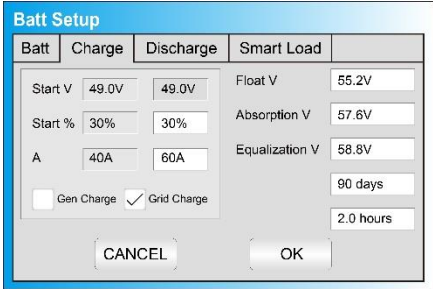 Batt Setup
Batt Charge Discharge Smart Load
Start V 49.0V 49.0V
Start % 30% 30%
A 40A 60A
Gen Charge Grid Charge
Float V 55.2V
Absorption V 57.6V
Equalization V 58.8V
90 days
2.0 hours
CANCEL OK